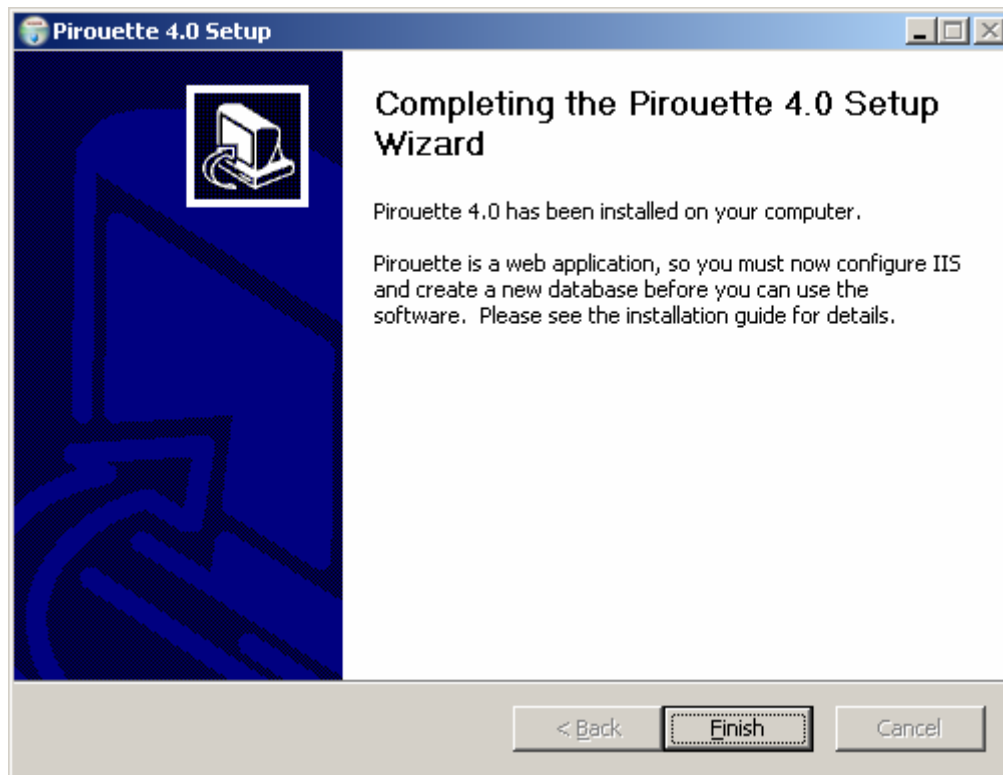 Pirouette 4.0 Setup
Completing the Pirouette 4.0 Setup
Wizard
Pirouette 4.0 has been installed on your computer.
Pirouette is a web application, so you must now configure IIS
and create a new database before you can use the
software.  Please see the installation guide for details.
< Back
Finish
Cancel